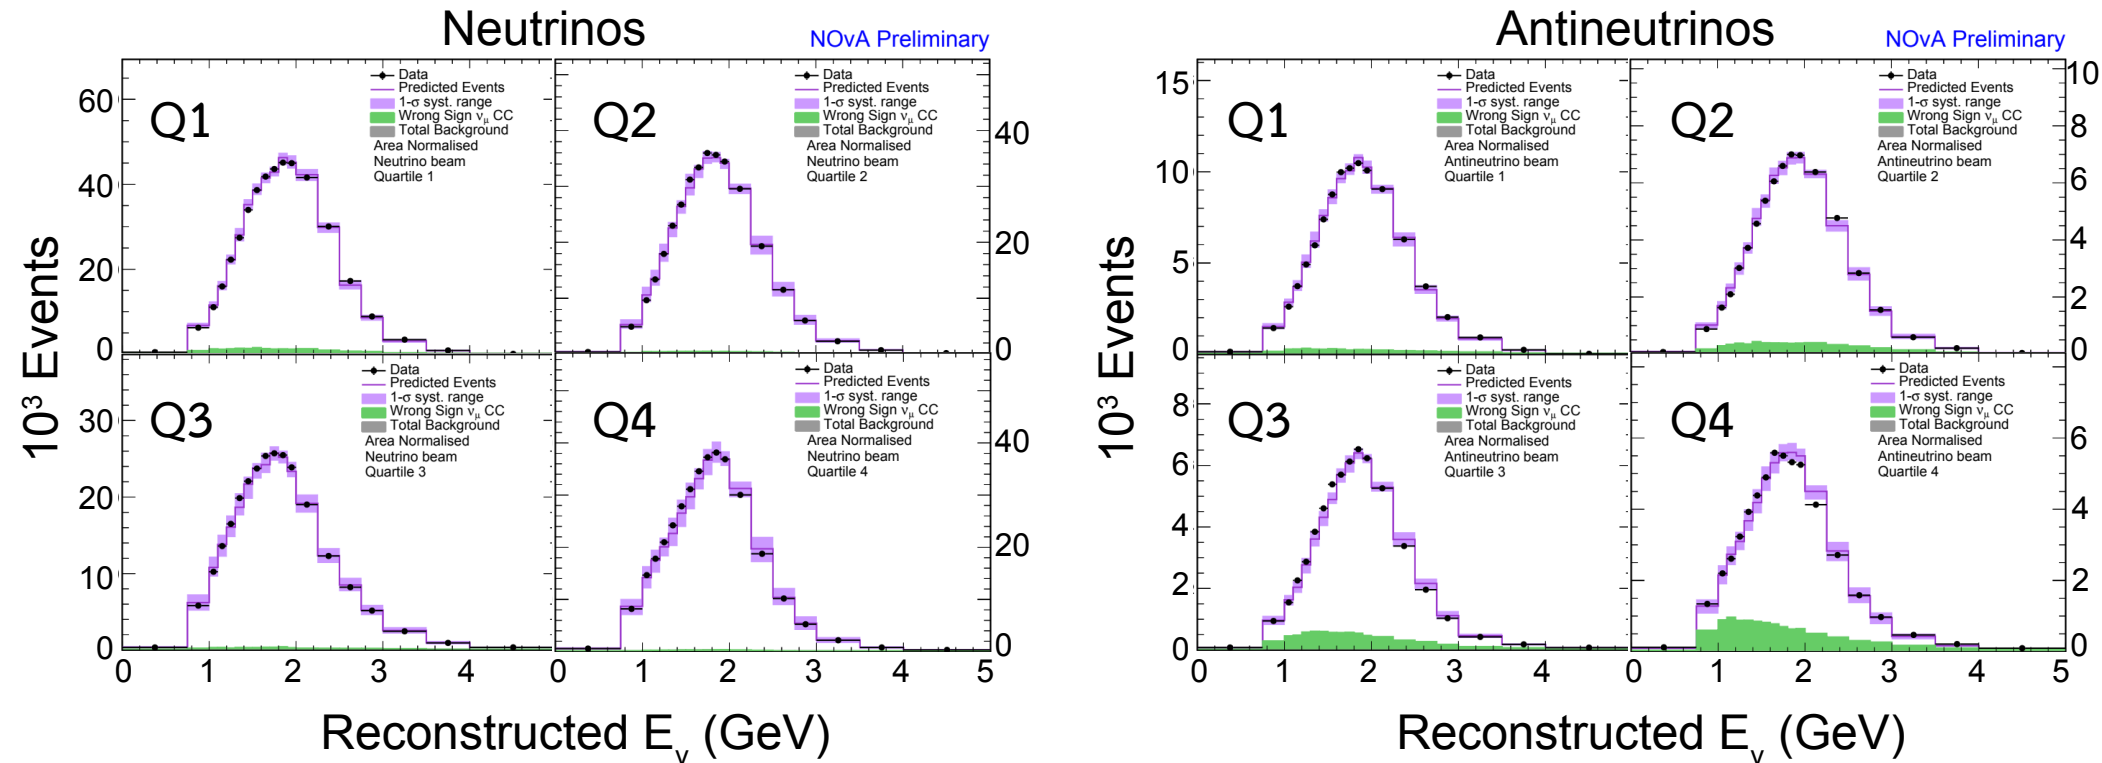 Neutrinos
NOvA Preliminary
Antineutrinos
NOvA Preliminary
10³ Events
60
40
20
0
Q1
Data
Predicted Events
1-σ syst. range
Wrong Sign νμ CC
Total Background
Area Normalised
Neutrino beam
Quartile 1
Q2
Data
Predicted Events
1-σ syst. range
Wrong Sign νμ CC
Total Background
Area Normalised
Neutrino beam
Quartile 2
40
20
0
30
20
10
0
Q3
Data
Predicted Events
1-σ syst. range
Wrong Sign νμ CC
Total Background
Area Normalised
Neutrino beam
Quartile 3
Q4
Data
Predicted Events
1-σ syst. range
Wrong Sign νμ CC
Total Background
Area Normalised
Neutrino beam
Quartile 4
40
20
0
0 1 2 3 4 0 1 2 3 4 5
Reconstructed Eν (GeV)
10³ Events
15
10
5
0
Q1
Data
Predicted Events
1-σ syst. range
Wrong Sign νμ CC
Total Background
Area Normalised
Antineutrino beam
Quartile 1
Q2
Data
Predicted Events
1-σ syst. range
Wrong Sign νμ CC
Total Background
Area Normalised
Antineutrino beam
Quartile 2
10
8
6
4
2
0
8
6
4
2
0
Q3
Data
Predicted Events
1-σ syst. range
Wrong Sign νμ CC
Total Background
Area Normalised
Antineutrino beam
Quartile 3
Q4
Data
Predicted Events
1-σ syst. range
Wrong Sign νμ CC
Total Background
Area Normalised
Antineutrino beam
Quartile 4
6
4
2
0
0 1 2 3 4 0 1 2 3 4 5
Reconstructed Eν (GeV)